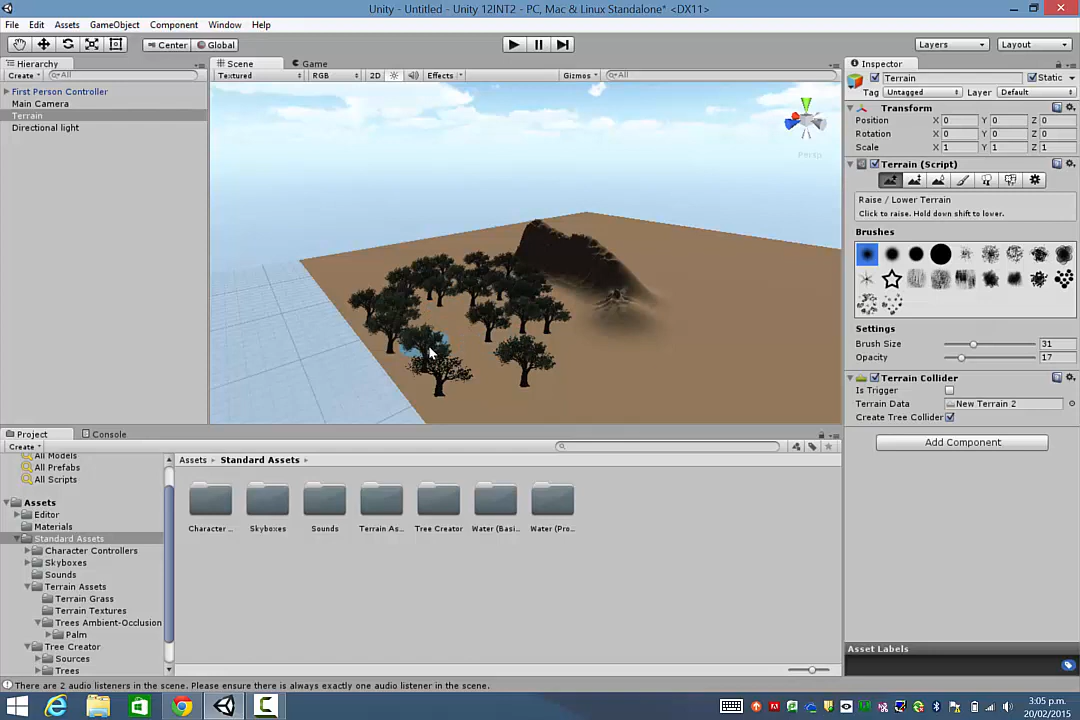 Unity - Untitled - Unity 12INT2 - PC, Mac & Linux Standalone* <DX11>
File Edit Assets GameObject Component Window Help
Center Global Layers Layout
Hierarchy Scene Game Inspector
Create All Textured RGB 2D Effects Gizmos All
Terrain Static
Tag Untagged Layer Default
First Person Controller
Main Camera
Terrain
Directional light
Persp
Transform
Position X 0 Y 0 Z 0
Rotation X 0 Y 0 Z 0
Scale X 1 Y 1 Z 1
Terrain (Script)
Raise / Lower Terrain
Click to raise. Hold down shift to lower.
Brushes
Settings
Brush Size 31
Opacity 17
Terrain Collider
Is Trigger
Terrain Data New Terrain 2
Create Tree Collider
Add Component
Project Console
Create
All Models
All Prefabs
All Scripts
Assets
Editor
Materials
Standard Assets
Character Controllers
Skyboxes
Sounds
Terrain Assets
Terrain Grass
Terrain Textures
Trees Ambient-Occlusion
Palm
Tree Creator
Sources
Trees
Assets Standard Assets
Character .. Skyboxes Sounds Terrain As.. Tree Creator Water (Basi.. Water (Pro..
Asset Labels
There are 2 audio listeners in the scene. Please ensure there is always exactly one audio listener in the scene.
3:05 p.m.
20/02/2015